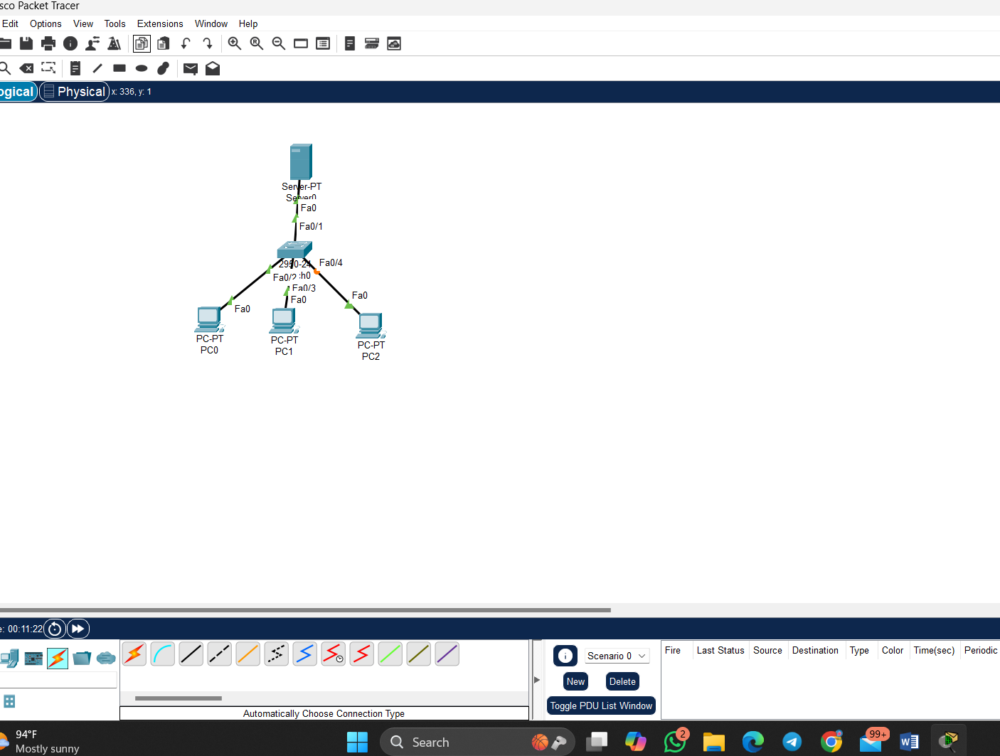 sco Packet Tracer
Edit Options View Tools Extensions Window Help
ogical Physical x: 336, y: 1
Server-PT
Server0
Fa0
Fa0/1
2950-24
Fa0/4
Fa0/2 :h0
Fa0/3
Fa0
Fa0
Fa0
PC-PT
PC0
PC-PT
PC1
PC-PT
PC2
e: 00:11:22
Scenario 0
New Delete
Toggle PDU List Window
Fire Last Status Source Destination Type Color Time(sec) Periodic
Automatically Choose Connection Type
94°F
Mostly sunny
Search
2
99+